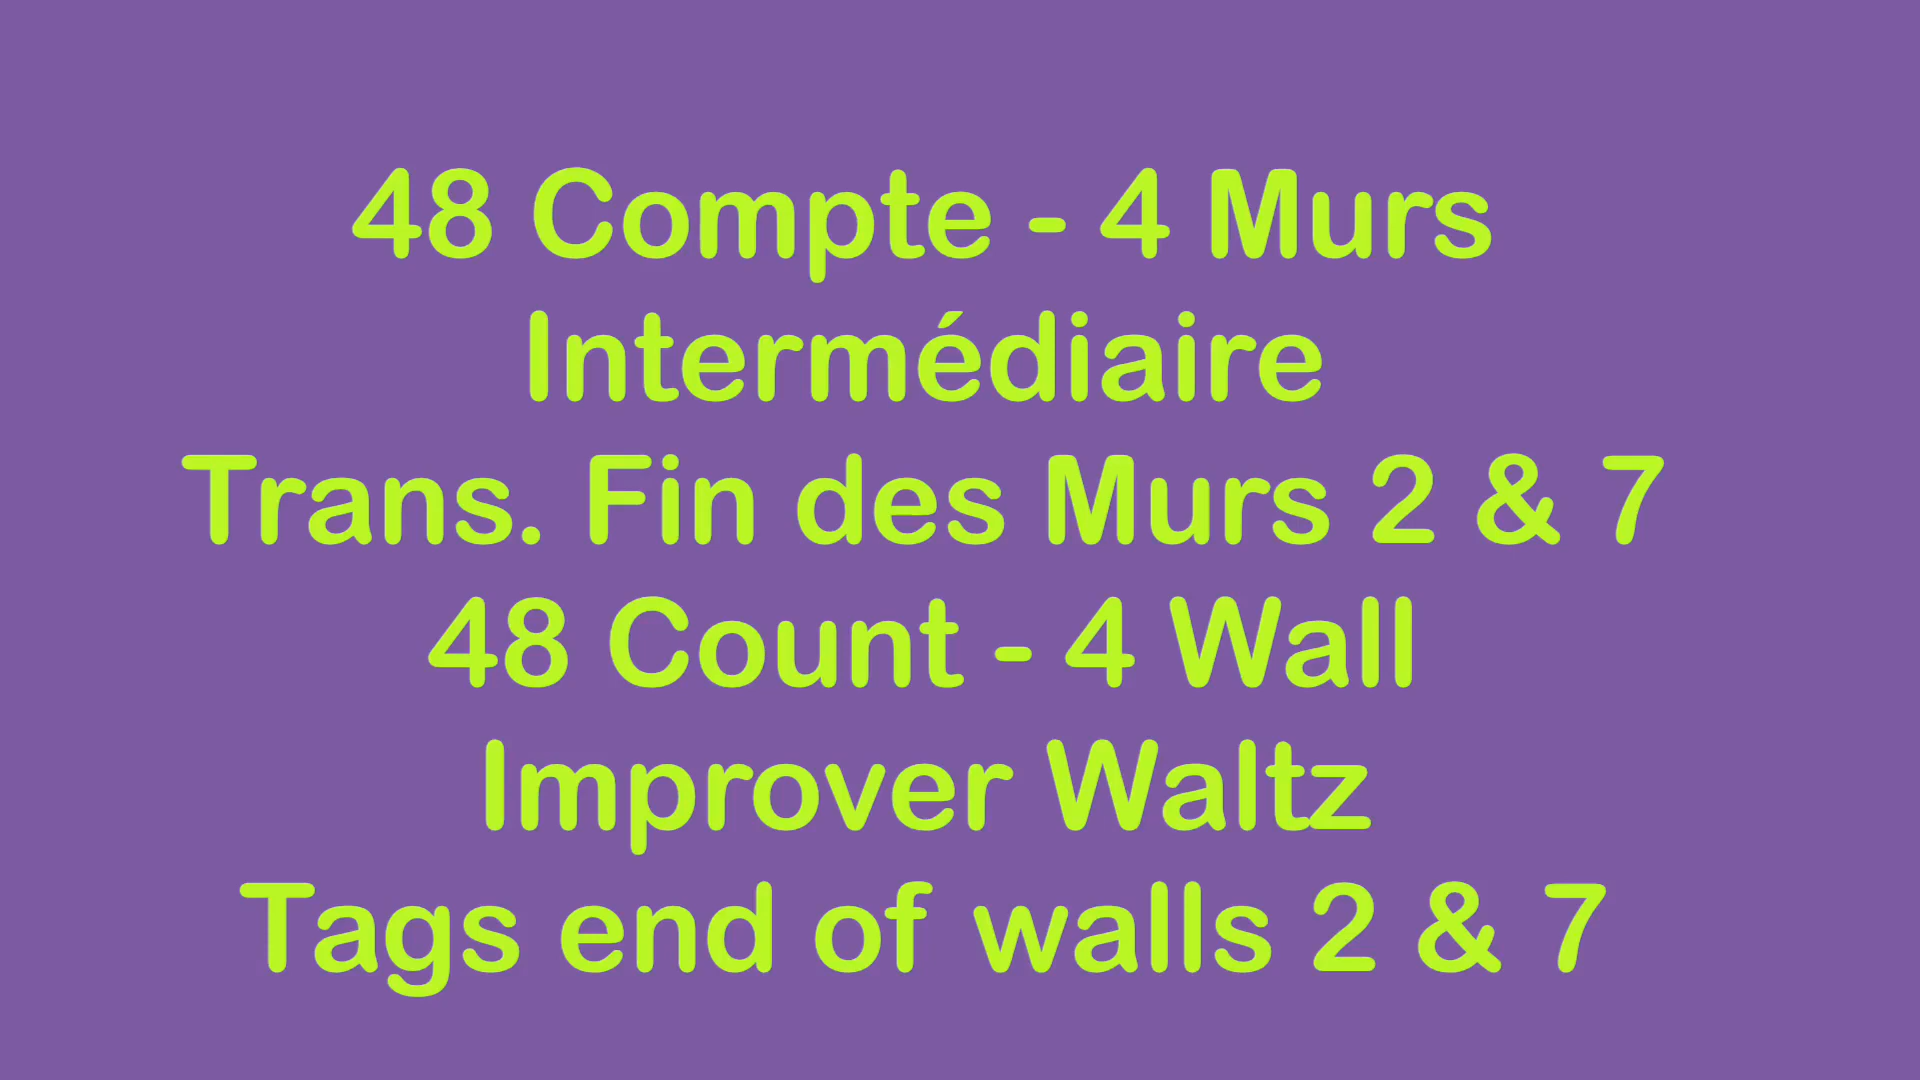 48 Compte - 4 Murs
Intermédiaire
Trans. Fin des Murs 2 & 7
48 Count - 4 Wall
Improver Waltz
Tags end of walls 2 & 7